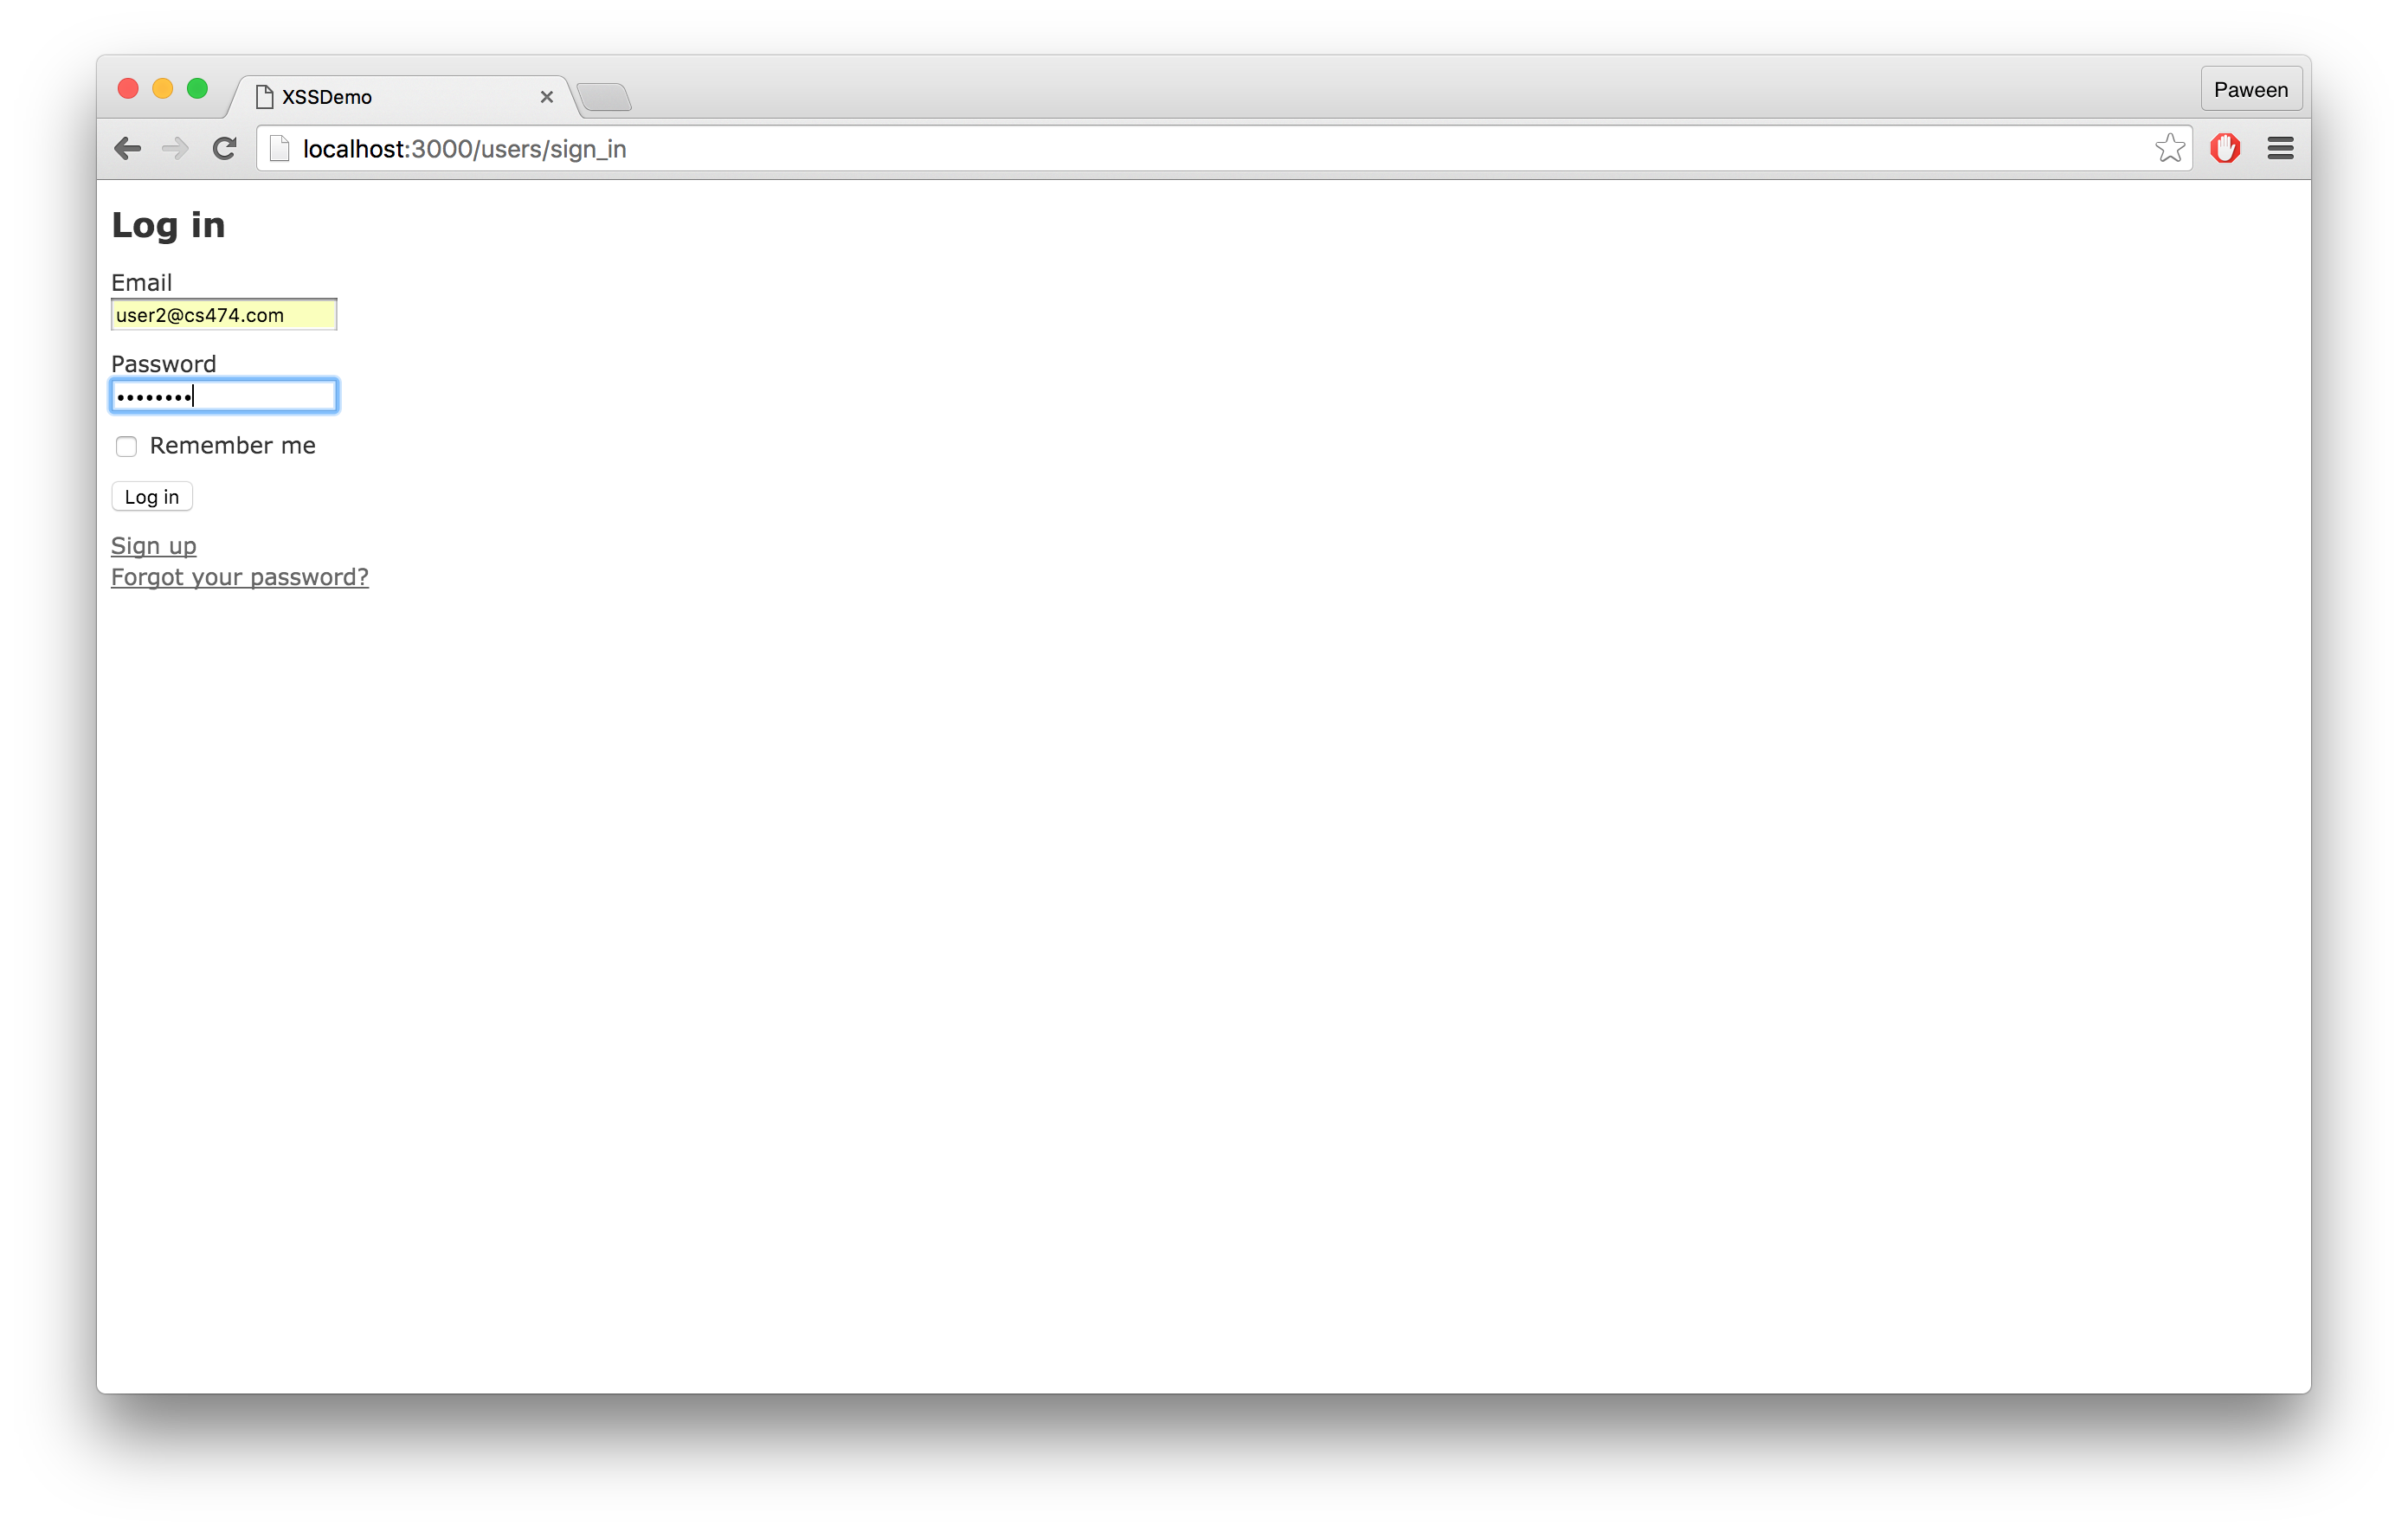 XSSDemo
Paween
localhost:3000/users/sign_in
Log in
Email
user2@cs474.com
Password
••••••••
Remember me
Log in
Sign up
Forgot your password?